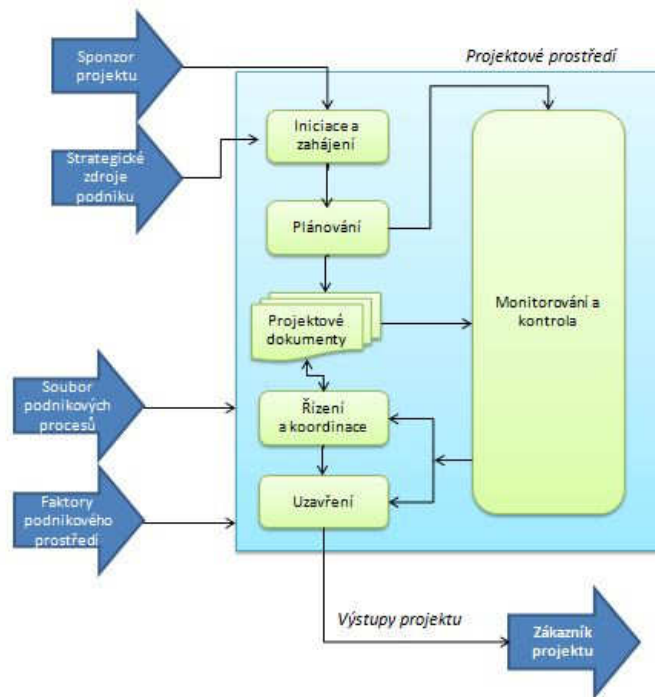 Sponzor
projektu
Projektové prostředí
Iniciace a
zahájení
Strategické
zdroje
podniku
Plánování
Monitorování a
kontrola
Projektové
dokumenty
Soubor
podnikových
procesů
Řízení
a koordinace
Faktory
podnikového
prostředí
Uzavření
Výstupy projektu
Zákazník
projektu